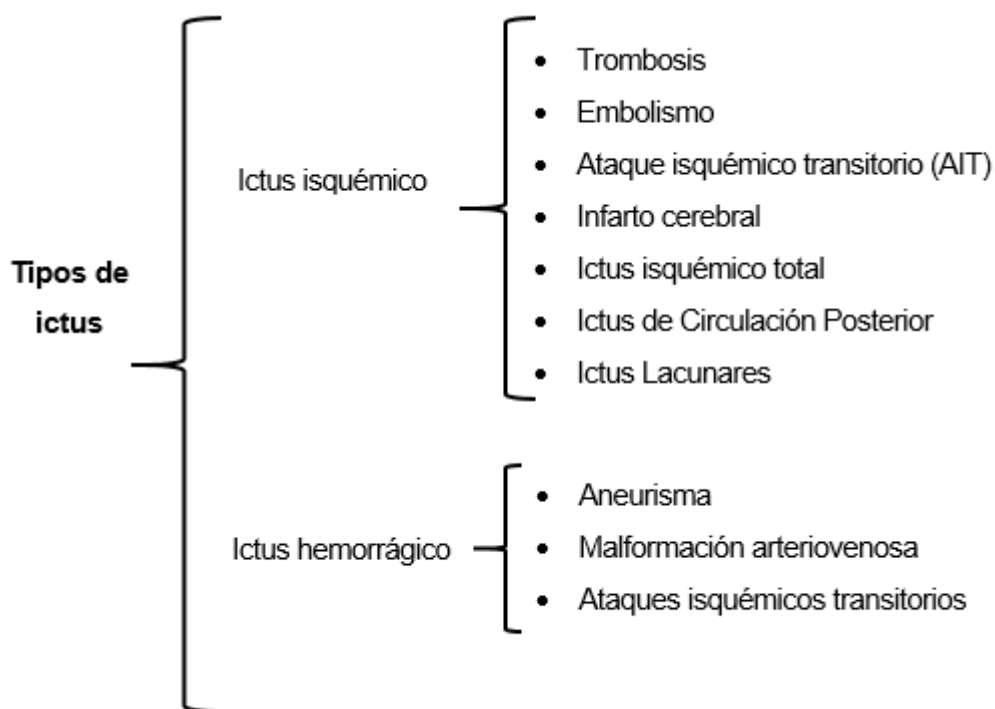 Tipos de
ictus
Ictus isquémico
Trombosis
Embolismo
Ataque isquémico transitorio (AIT)
Infarto cerebral
Ictus isquémico total
Ictus de Circulación Posterior
Ictus Lacunares
Ictus hemorrágico
Aneurisma
Malformación arteriovenosa
Ataques isquémicos transitorios